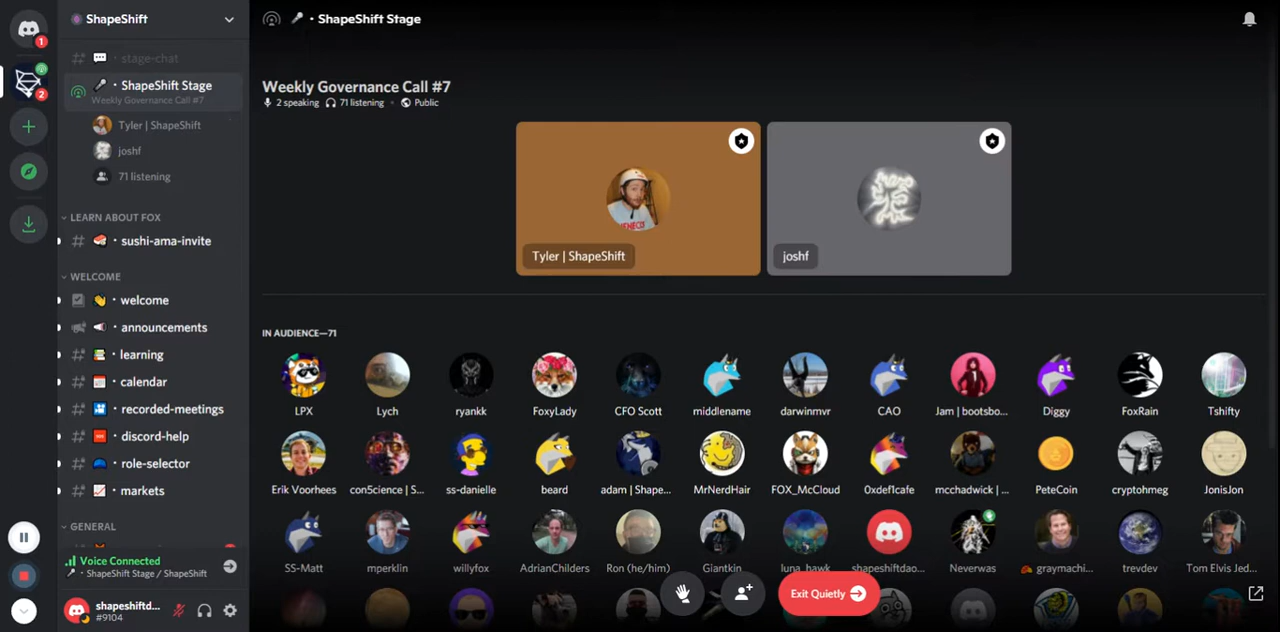 ShapeShift
stage-chat
ShapeShift Stage
Weekly Governance Call #7
Tyler | ShapeShift
joshf
71 listening
LEARN ABOUT FOX
sushi-ama-invite
WELCOME
welcome
announcements
learning
calendar
recorded-meetings
discord-help
role-selector
markets
GENERAL
Voice Connected
ShapeShift Stage / ShapeShift
shapeshiftd...
#9104
1
2
ShapeShift Stage
Weekly Governance Call #7
2 speaking 71 listening • Public
Tyler | ShapeShift
joshf
IN AUDIENCE—71
LPX Lych ryankk FoxyLady CFO Scott middlename darwinmvr CAO Jam | bootsbo... Diggy FoxRain Tshifty
Erik Voorhees con5cience | S... ss-danielle beard adam | Shape... MrNerdHair FOX_McCloud 0xdef1cafe mcchadwick | ... PeteCoin cryptohmeg JonisJon
SS-Matt mperklin willyfox AdrianChilders Ron (he/him) Giantkin luna_hawk shapeshiftdao... Neverwas graymachi... trevdev Tom Elvis Jed...
Exit Quietly